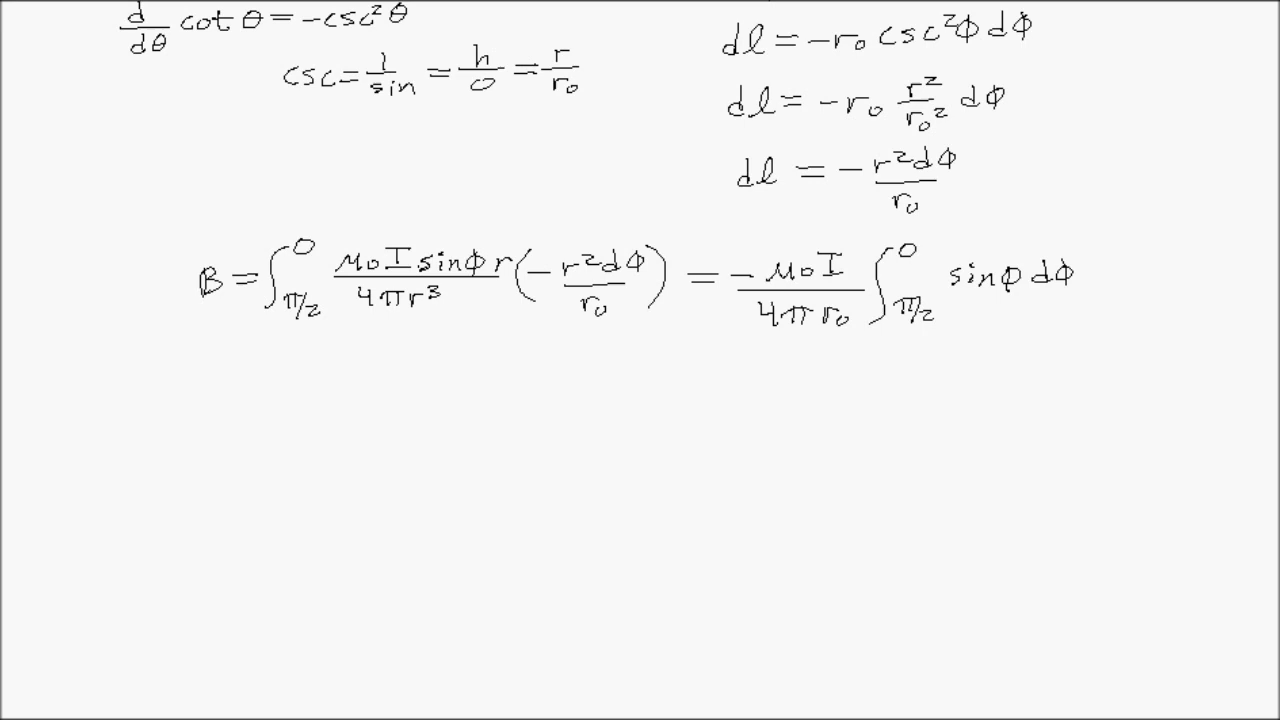 d/dθ cot θ = -csc² θ
csc = 1/sin = h/o = r/r₀
dl = -r₀ csc²ϕ dϕ
dl = -r₀ r²/r₀² dϕ
dl = - r²dϕ/r₀
B = ∫_{π/2}^{0} μ₀I sinϕ r/4πr³ (- r²dϕ/r₀) = -μ₀I/4πr₀ ∫_{π/2}^{0} sinϕ dϕ